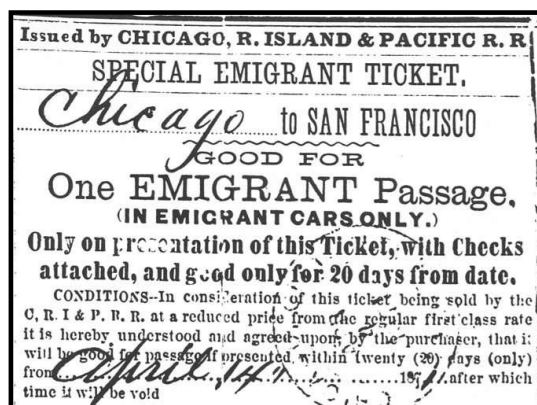 Issued by CHICAGO, R. ISLAND & PACIFIC R. R
SPECIAL EMIGRANT TICKET.
Chicago to SAN FRANCISCO
GOOD FOR
One EMIGRANT Passage,
(IN EMIGRANT CARS ONLY.)
Only on presentation of this Ticket, with Checks
attached, and good only for 20 days from date.
CONDITIONS--In consideration of this ticket being sold by the
C, R. I & P. R. R. at a reduced price from the regular first class rate
it is hereby understood and agreed upon, by the purchaser, that it
will be good for passage if presented within twenty (20) days (only)
from April 14 187 after which
time it will be void